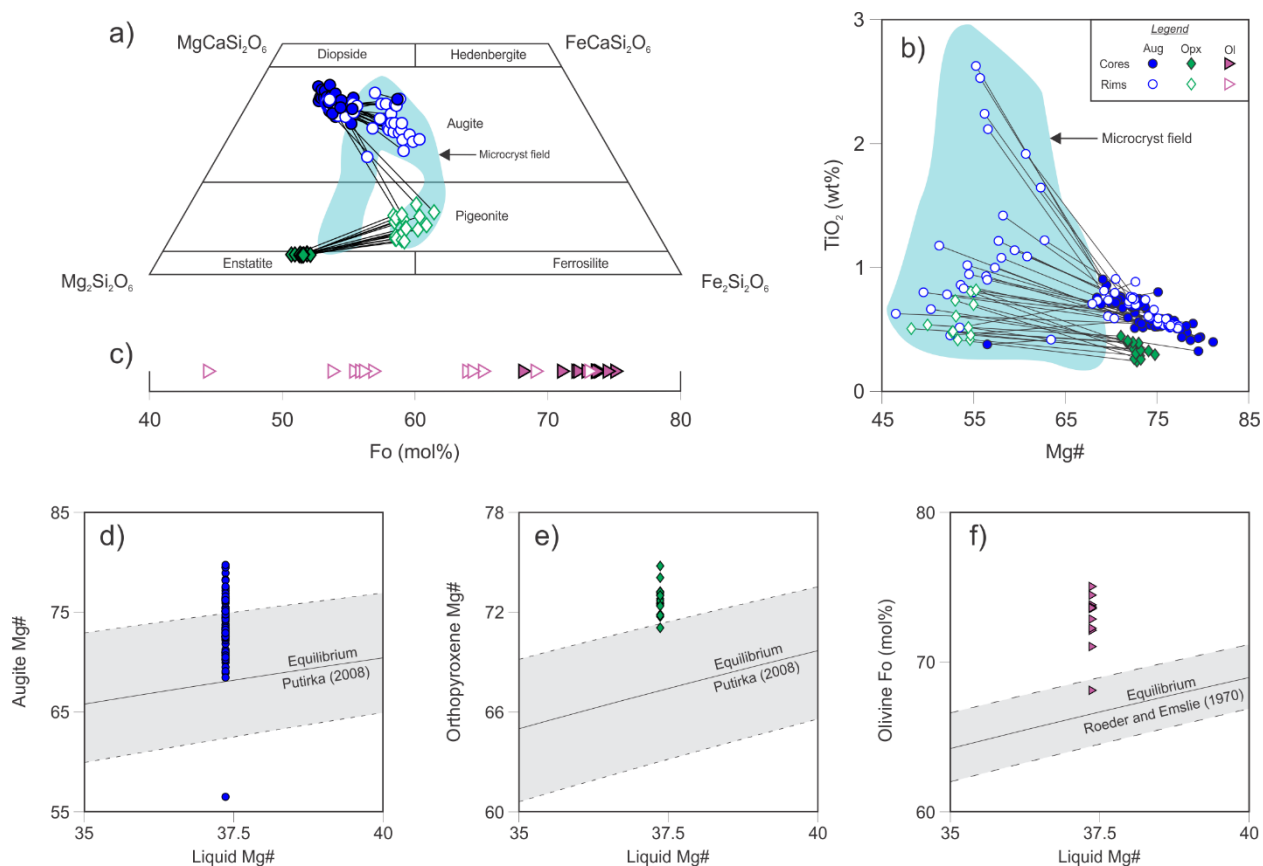 a)
MgCaSi₂O₆
FeCaSi₂O₆
Diopside
Hedenbergite
Augite
Microcryst field
Pigeonite
Enstatite
Ferrosilite
Mg₂Si₂O₆
Fe₂Si₂O₆
b)
Legend
Aug Opx Ol
Cores
Rims
Microcryst field
3
2
1
0
TiO₂ (wt%)
45 55 65 75 85
Mg#
c)
40 50 60 70 80
Fo (mol%)
d)
85
75
65
55
Augite Mg#
Equilibrium
Putirka (2008)
35 37.5 40
Liquid Mg#
e)
78
72
66
60
Orthopyroxene Mg#
Equilibrium
Putirka (2008)
35 37.5 40
Liquid Mg#
f)
80
70
60
Olivine Fo (mol%)
Equilibrium
Roeder and Emslie (1970)
35 37.5 40
Liquid Mg#